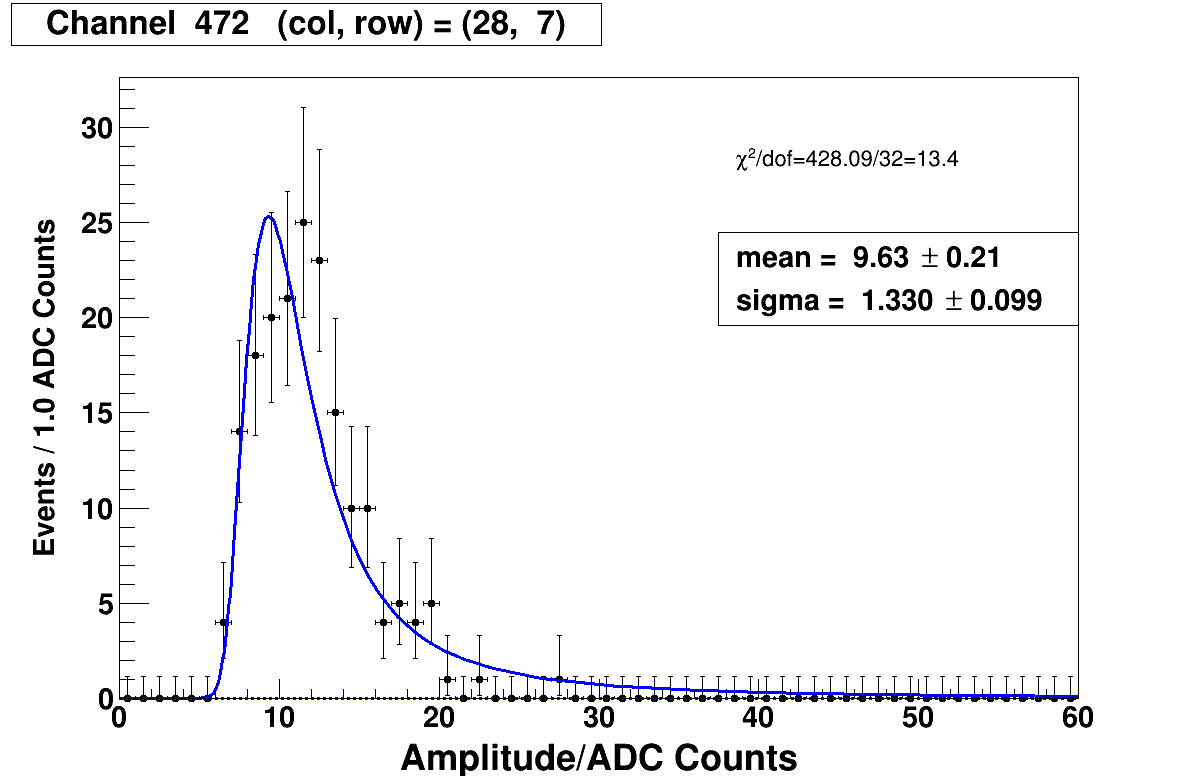 Channel 472 (col, row) = (28, 7)
χ²/dof=428.09/32=13.4
mean = 9.63 ± 0.21
sigma = 1.330 ± 0.099
Events / 1.0 ADC Counts
30
25
20
15
10
5
0
0 10 20 30 40 50 60
Amplitude/ADC Counts